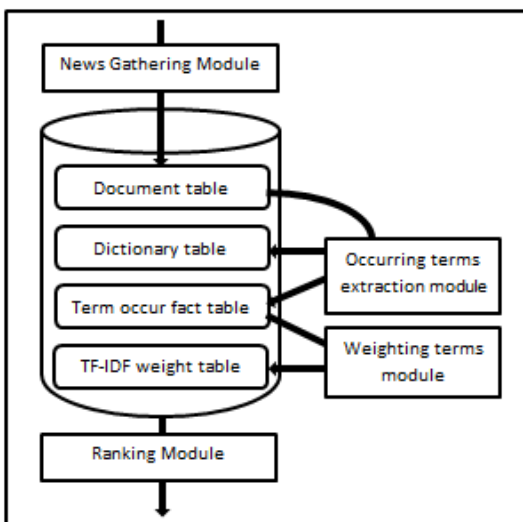 News Gathering Module
Document table
Dictionary table
Term occur fact table
TF-IDF weight table
Occurring terms
extraction module
Weighting terms
module
Ranking Module